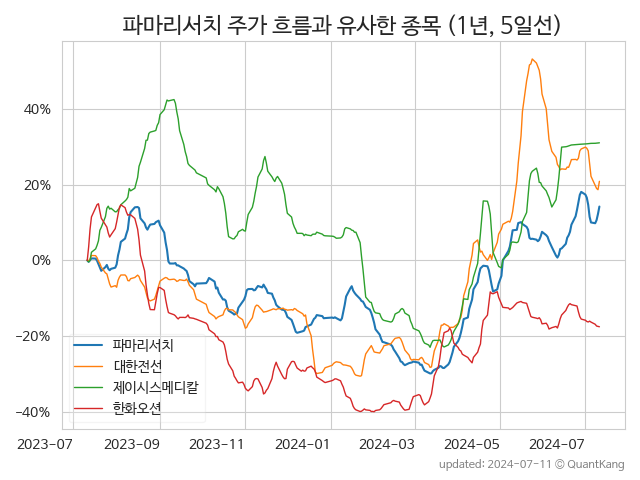 파마리서치 주가 흐름과 유사한 종목 (1년, 5일선)
40%
20%
0%
−20%
−40%
파마리서치
대한전선
제이시스메디칼
한화오션
2023-07 2023-09 2023-11 2024-01 2024-03 2024-05 2024-07
updated: 2024-07-11 © QuantKang